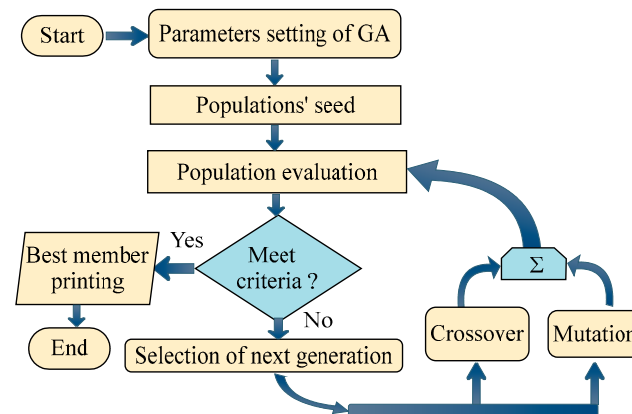 Start
Parameters setting of GA
Populations' seed
Population evaluation
Yes
Best member
printing
Meet
criteria ?
Σ
No
End
Selection of next generation
Crossover
Mutation